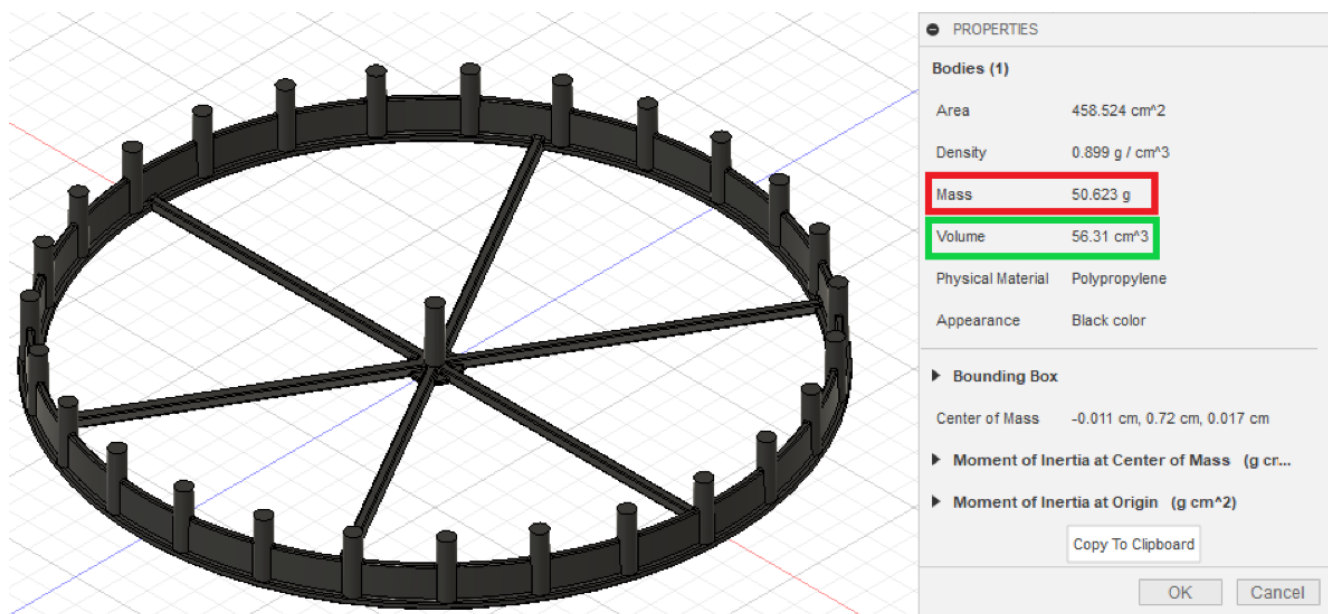 PROPERTIES
Bodies (1)
Area 458.524 cm^2
Density 0.899 g / cm^3
Mass 50.623 g
Volume 56.31 cm^3
Physical Material Polypropylene
Appearance Black color
Bounding Box
Center of Mass -0.011 cm, 0.72 cm, 0.017 cm
Moment of Inertia at Center of Mass (g cr...
Moment of Inertia at Origin (g cm^2)
Copy To Clipboard
OK Cancel